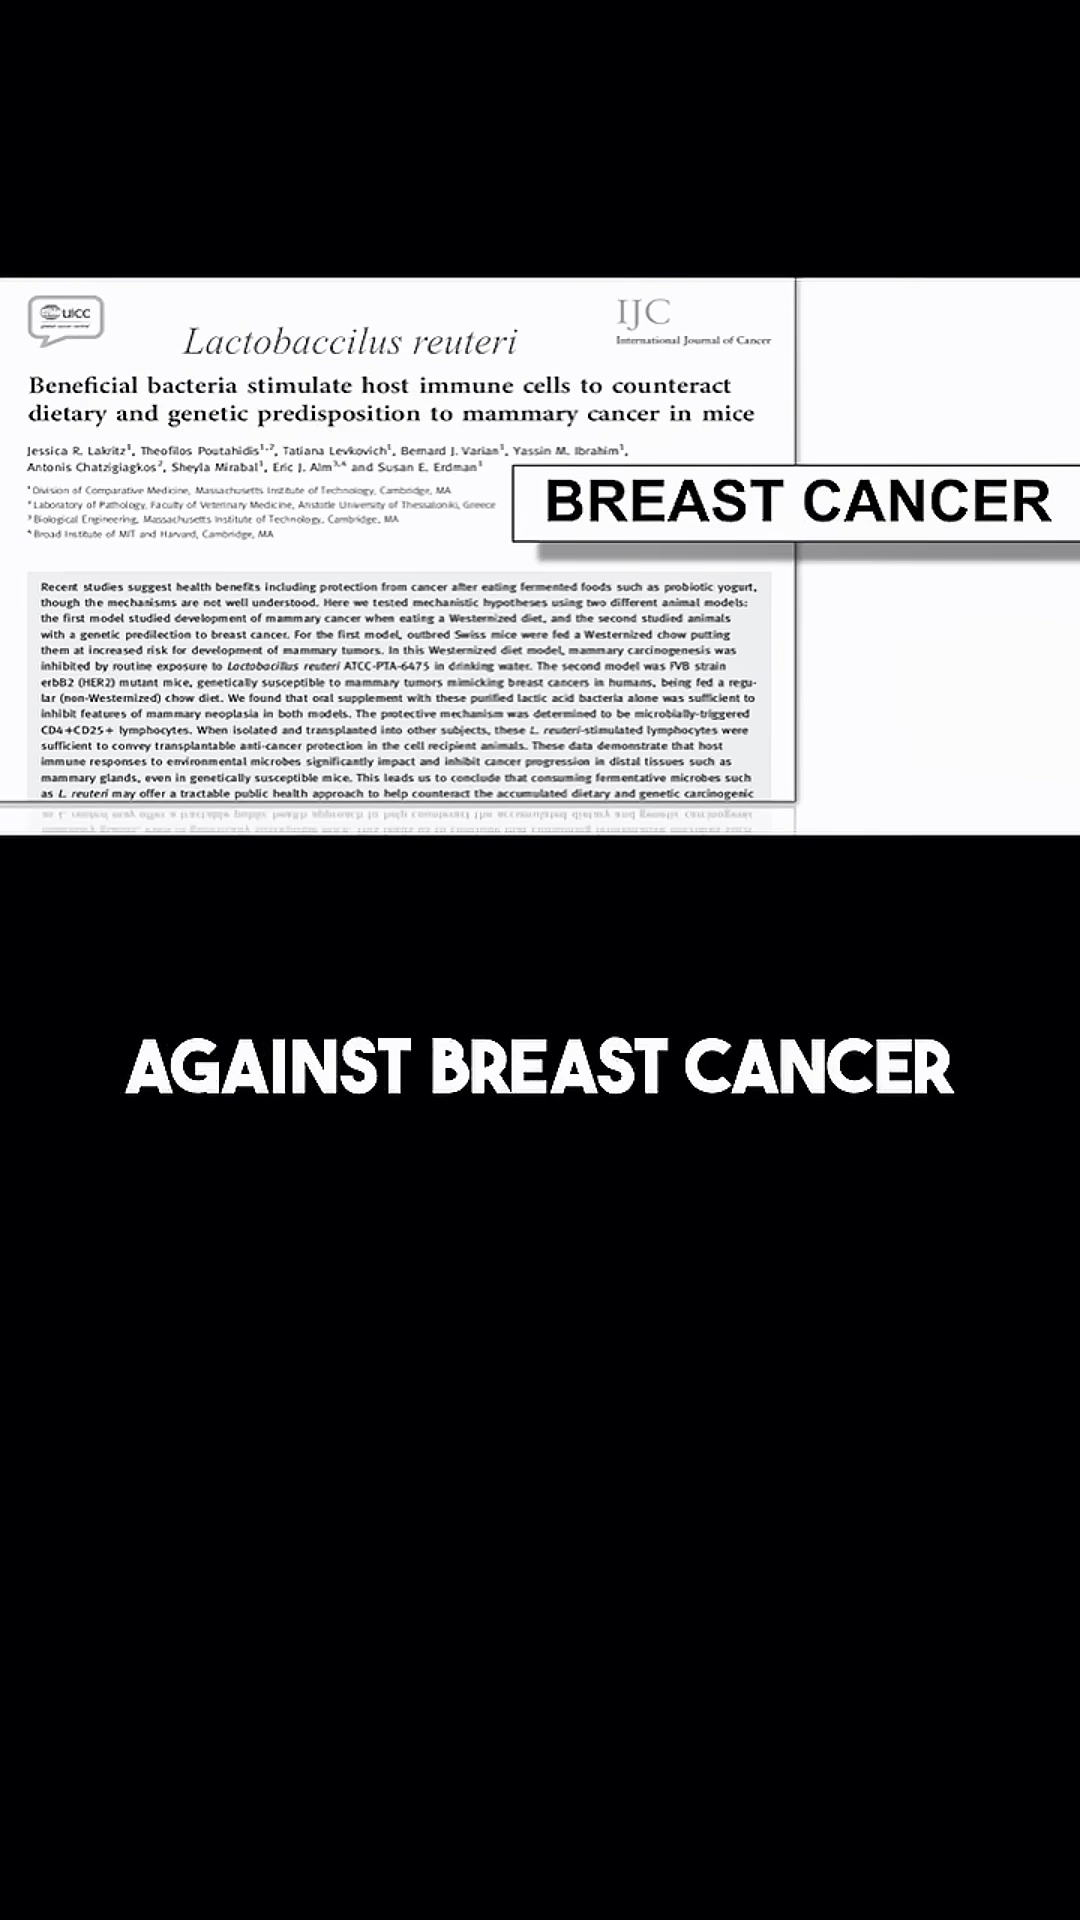 uicc
global cancer control
IJC
International Journal of Cancer
Lactobaccilus reuteri
Beneficial bacteria stimulate host immune cells to counteract
dietary and genetic predisposition to mammary cancer in mice
Jessica R. Lakritz¹, Theofilos Poutahidis¹·², Tatiana Levkovich¹, Bernard J. Varian¹, Yassin M. Ibrahim¹,
Antonis Chatzigiagkos², Sheyla Mirabal¹, Eric J. Alm³·⁴ and Susan E. Erdman¹
¹ Division of Comparative Medicine, Massachusetts Institute of Technology, Cambridge, MA
² Laboratory of Pathology, Faculty of Veterinary Medicine, Aristotle University of Thessaloniki, Greece
³ Biological Engineering, Massachusetts Institute of Technology, Cambridge, MA
⁴ Broad Institute of MIT and Harvard, Cambridge, MA
BREAST CANCER
Recent studies suggest health benefits including protection from cancer after eating fermented foods such as probiotic yogurt,
though the mechanisms are not well understood. Here we tested mechanistic hypotheses using two different animal models:
the first model studied development of mammary cancer when eating a Westernized diet, and the second studied animals
with a genetic predilection to breast cancer. For the first model, outbred Swiss mice were fed a Westernized chow putting
them at increased risk for development of mammary tumors. In this Westernized diet model, mammary carcinogenesis was
inhibited by routine exposure to Lactobacillus reuteri ATCC-PTA-6475 in drinking water. The second model was FVB strain
erbB2 (HER2) mutant mice, genetically susceptible to mammary tumors mimicking breast cancers in humans, being fed a regu-
lar (non-Westernized) chow diet. We found that oral supplement with these purified lactic acid bacteria alone was sufficient to
inhibit features of mammary neoplasia in both models. The protective mechanism was determined to be microbially-triggered
CD4+CD25+ lymphocytes. When isolated and transplanted into other subjects, these L. reuteri-stimulated lymphocytes were
sufficient to convey transplantable anti-cancer protection in the cell recipient animals. These data demonstrate that host
immune responses to environmental microbes significantly impact and inhibit cancer progression in distal tissues such as
mammary glands, even in genetically susceptible mice. This leads us to conclude that consuming fermentative microbes such
as L. reuteri may offer a tractable public health approach to help counteract the accumulated dietary and genetic carcinogenic
AGAINST BREAST CANCER